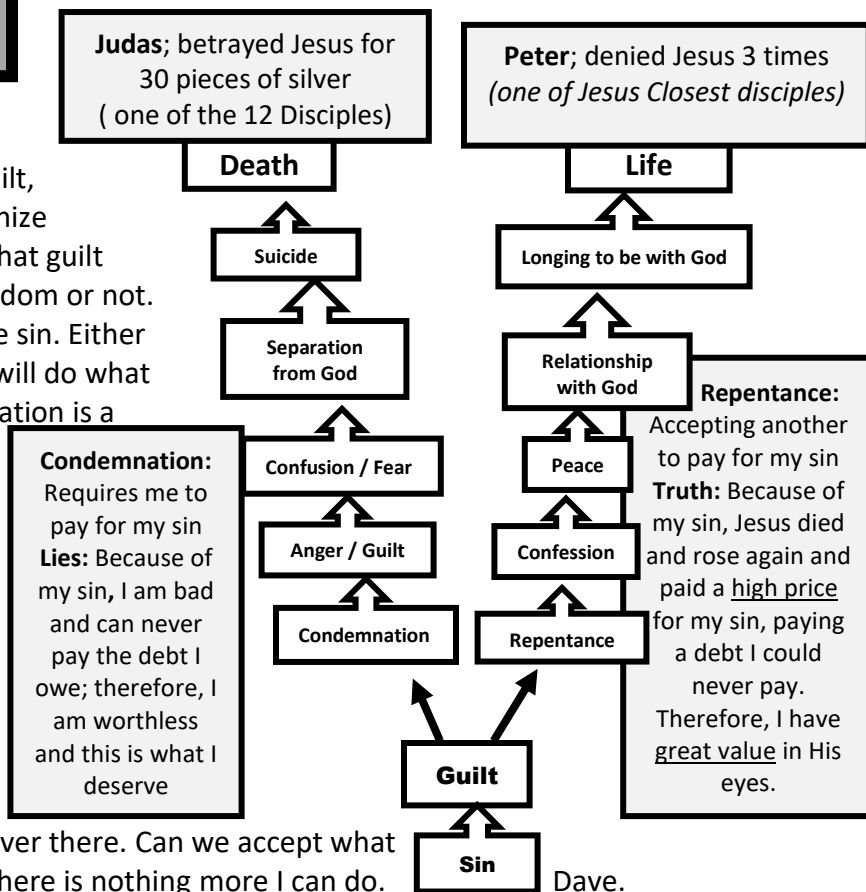 Judas; betrayed Jesus for
30 pieces of silver
( one of the 12 Disciples)
Peter; denied Jesus 3 times
(one of Jesus Closest disciples)
Death
Life
ilt,
nize
hat guilt
dom or not.
e sin. Either
will do what
ation is a
Suicide
Separation
from God
Confusion / Fear
Anger / Guilt
Condemnation
Longing to be with God
Relationship
with God
Peace
Confession
Repentance
Condemnation:
Requires me to
pay for my sin
Lies: Because of
my sin, I am bad
and can never
pay the debt I
owe; therefore, I
am worthless
and this is what I
deserve
Repentance:
Accepting another
to pay for my sin
Truth: Because of
my sin, Jesus died
and rose again and
paid a high price
for my sin, paying
a debt I could
never pay.
Therefore, I have
great value in His
eyes.
Guilt
Sin
ver there. Can we accept what
here is nothing more I can do.
Dave.